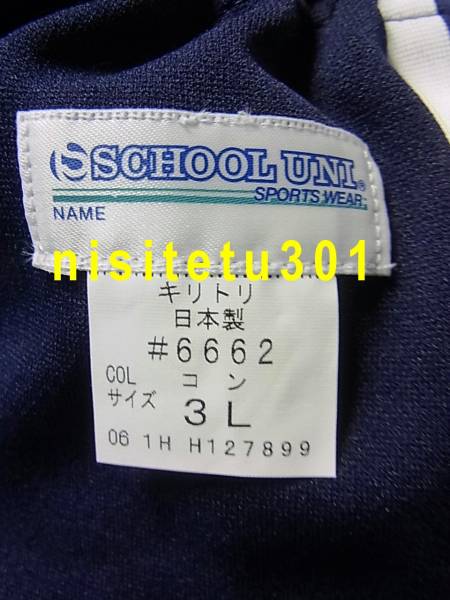 SCHOOL UNI®
SPORTS WEAR
NAME
nisitetu301
キリトリ
日本製
#6662
COL コン
サイズ 3L
06 1H H127899